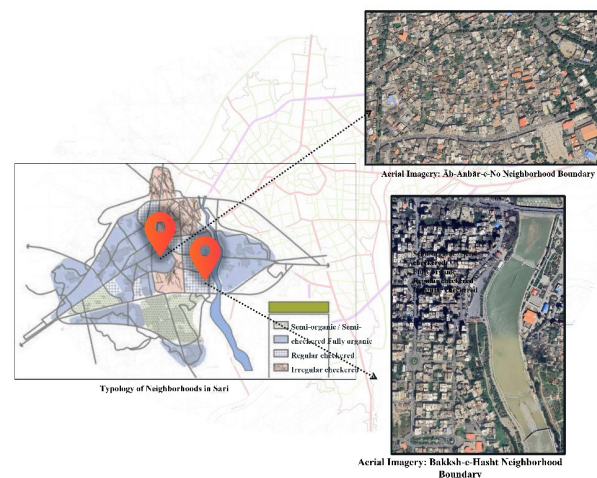 Aerial Imagery: Āb-Anbār-e-No Neighborhood Boundary
Semi-organic / Semi-
checkered Fully organic
Regular checkered
Irregular checkered
Typology of Neighborhoods in Sari
Aerial Imagery: Bakksh-e-Hasht Neighborhood
Boundary